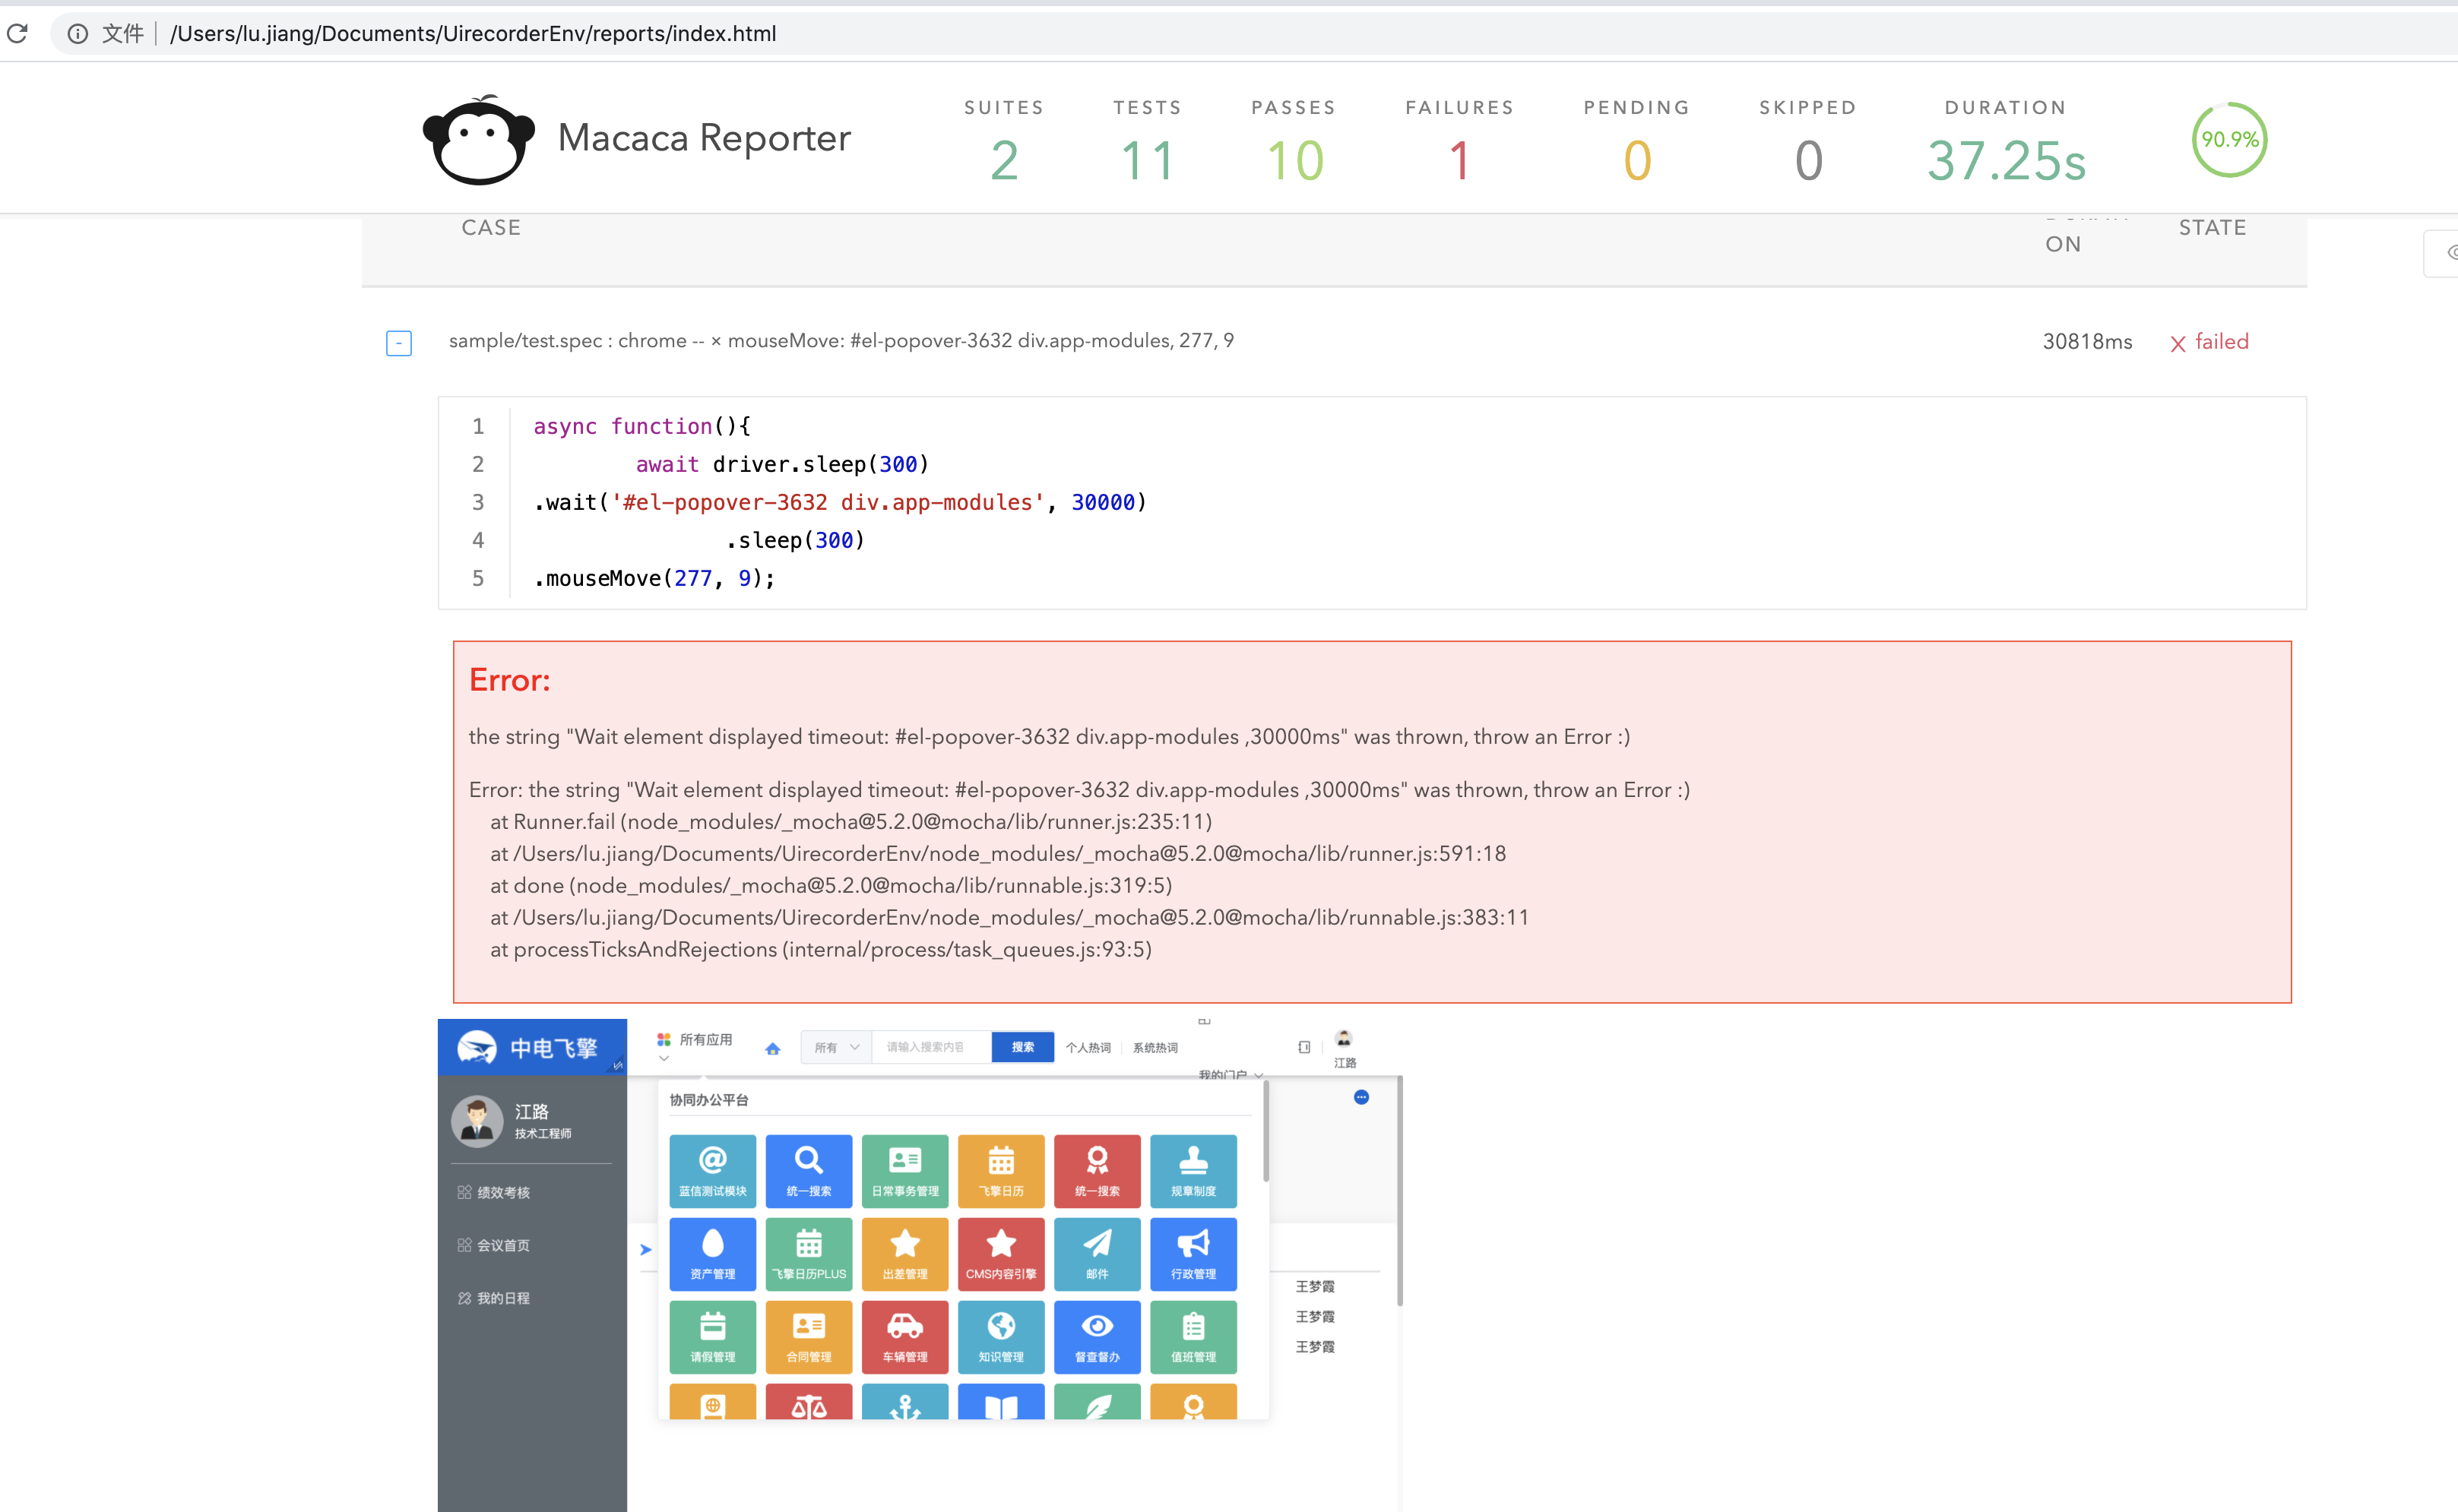 文件 /Users/lu.jiang/Documents/UirecorderEnv/reports/index.html
Macaca Reporter
SUITES
2
TESTS
11
PASSES
10
FAILURES
1
PENDING
0
SKIPPED
0
DURATION
37.25s
90.9%
CASE
ON
STATE
-
sample/test.spec : chrome -- × mouseMove: #el-popover-3632 div.app-modules, 277, 9
30818ms
failed
1 async function(){
2 await driver.sleep(300)
3 .wait('#el-popover-3632 div.app-modules', 30000)
4 .sleep(300)
5 .mouseMove(277, 9);
Error:
the string "Wait element displayed timeout: #el-popover-3632 div.app-modules ,30000ms" was thrown, throw an Error :)
Error: the string "Wait element displayed timeout: #el-popover-3632 div.app-modules ,30000ms" was thrown, throw an Error :)
at Runner.fail (node_modules/_mocha@5.2.0@mocha/lib/runner.js:235:11)
at /Users/lu.jiang/Documents/UirecorderEnv/node_modules/_mocha@5.2.0@mocha/lib/runner.js:591:18
at done (node_modules/_mocha@5.2.0@mocha/lib/runnable.js:319:5)
at /Users/lu.jiang/Documents/UirecorderEnv/node_modules/_mocha@5.2.0@mocha/lib/runnable.js:383:11
at processTicksAndRejections (internal/process/task_queues.js:93:5)
中电飞擎
所有应用
所有
请输入搜索内容
搜索
个人热词
系统热词
我的门户
江路
江路
技术工程师
绩效考核
会议首页
我的日程
协同办公平台
蓝信测试模块
统一搜索
日常事务管理
飞擎日历
统一搜索
规章制度
资产管理
飞擎日历PLUS
出差管理
CMS内容引擎
邮件
行政管理
请假管理
合同管理
车辆管理
知识管理
督查督办
值班管理
王梦霞
王梦霞
王梦霞